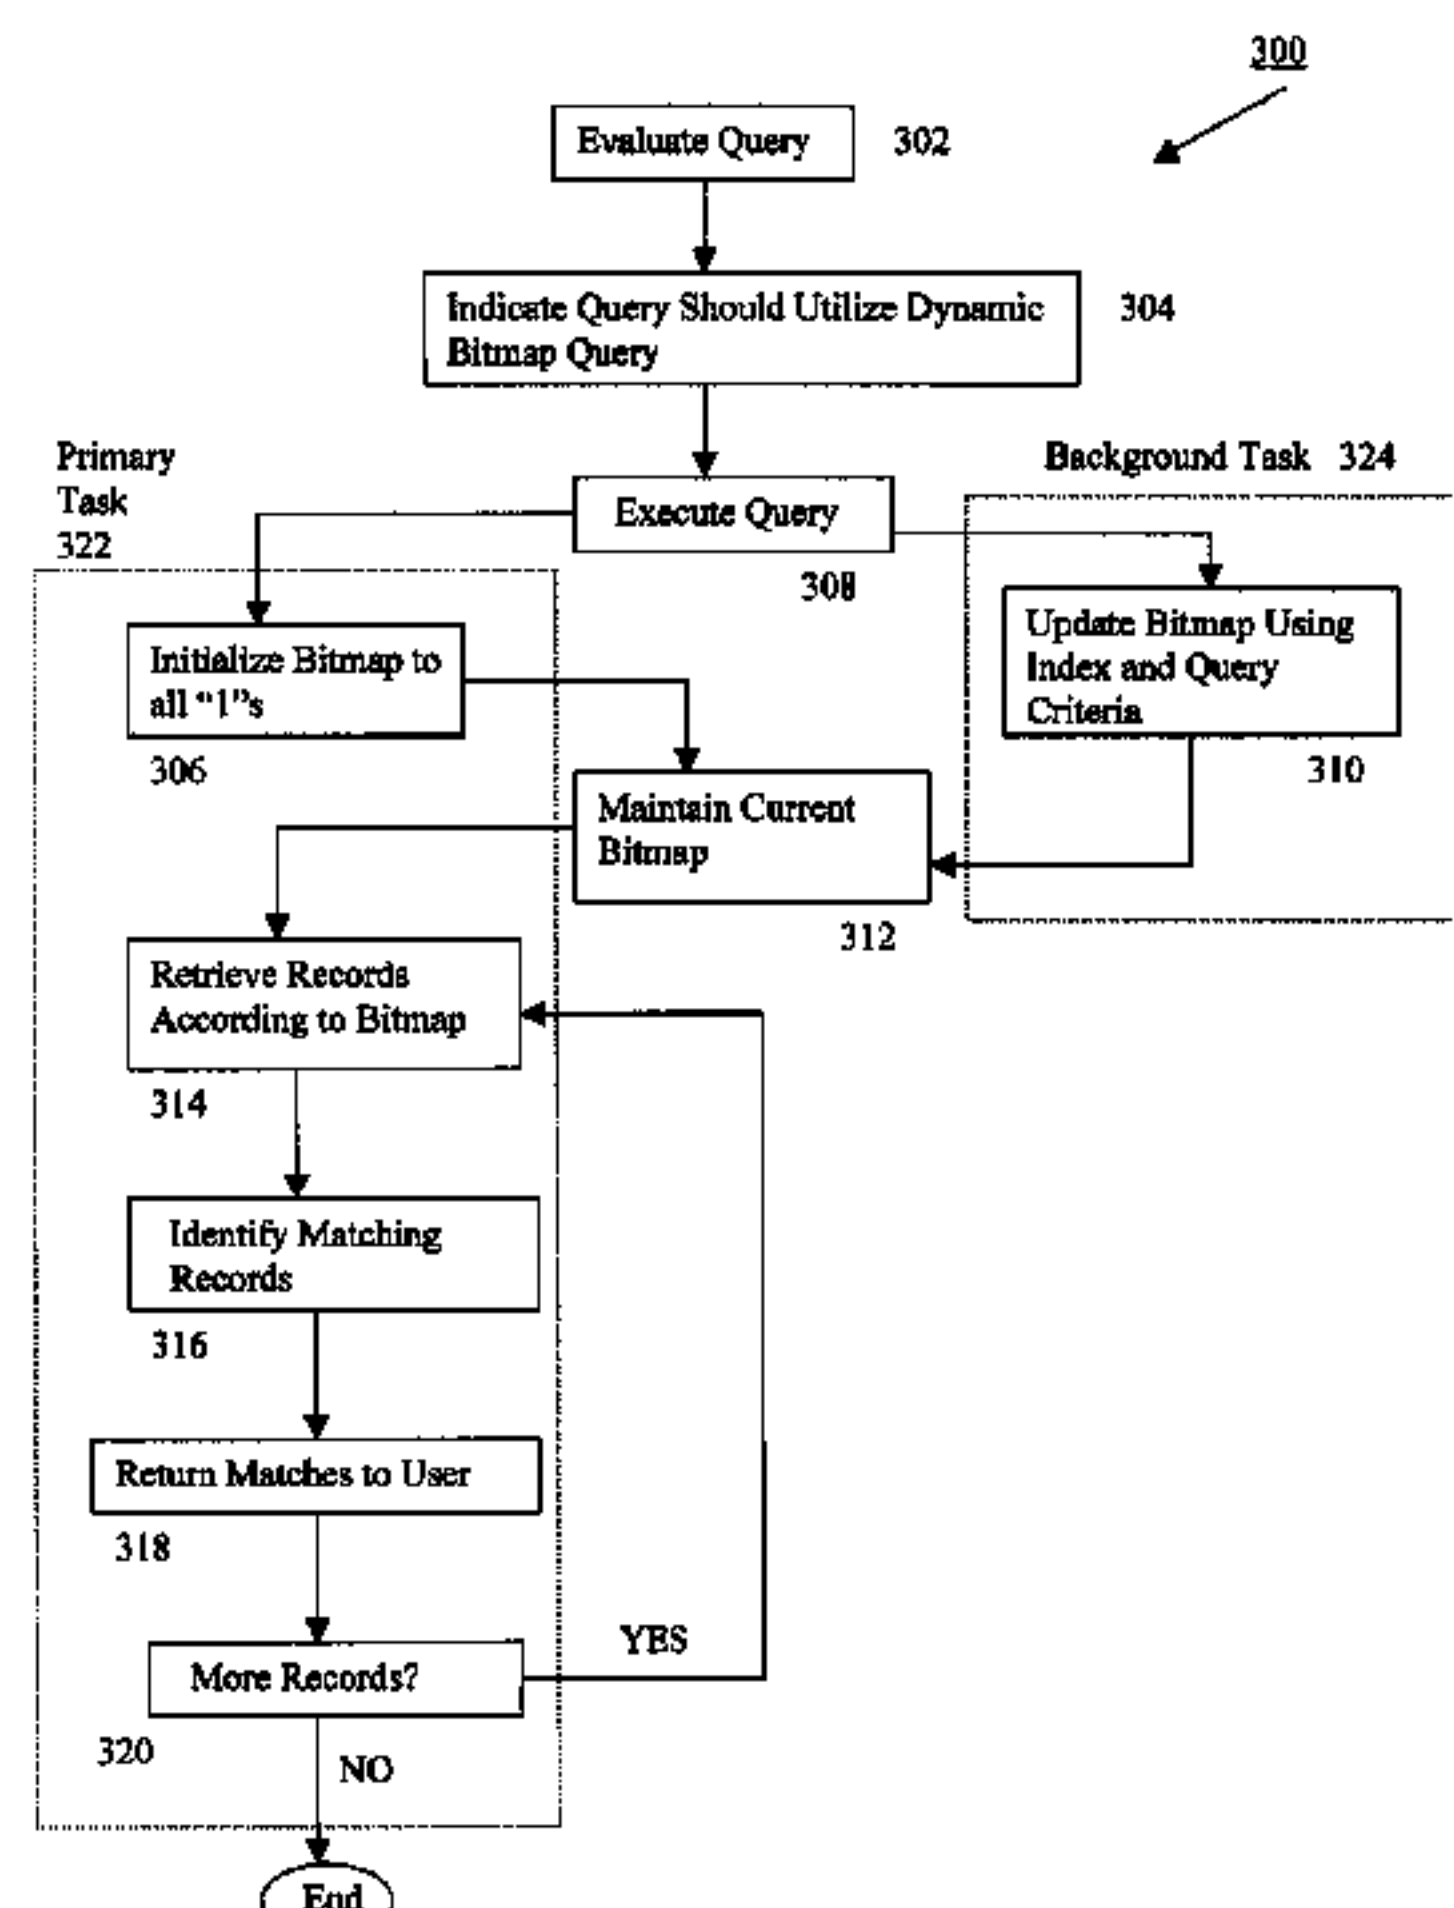 300
Evaluate Query 302
Indicate Query Should Utilize Dynamic 304
Bitmap Query
Primary
Task
322
Background Task 324
Execute Query
308
Initialize Bitmap to
all “1”s
306
Update Bitmap Using
Index and Query
Criteria
310
Maintain Current
Bitmap
312
Retrieve Records
According to Bitmap
314
Identify Matching
Records
316
Return Matches to User
318
More Records?
YES
320
NO
End